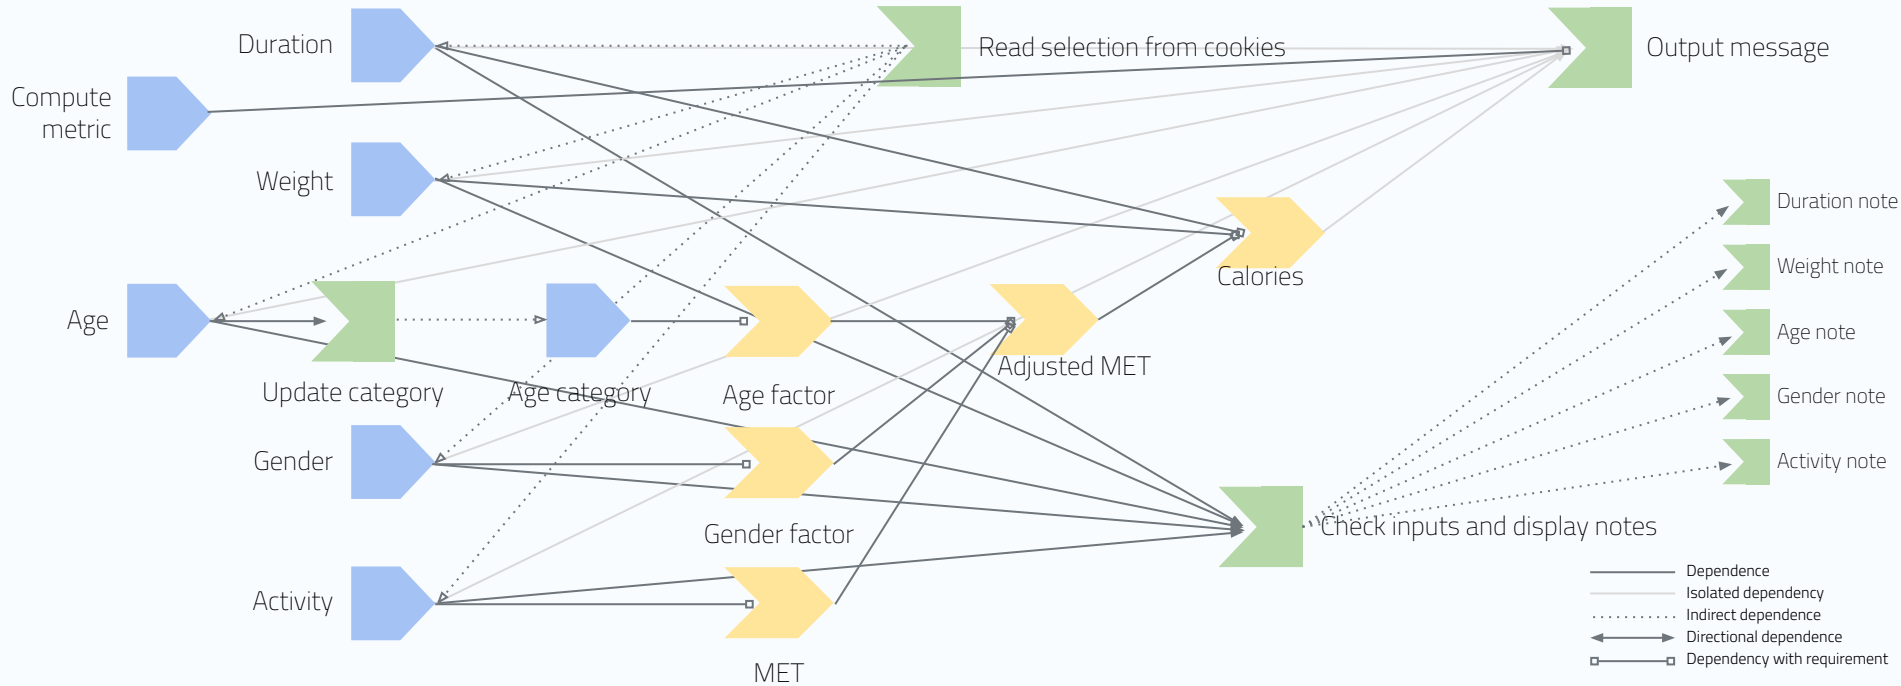 Duration
Read selection from cookies
Output message
Compute
metric
Weight
Duration note
Weight note
Calories
Age
Age note
Update category
Age category
Age factor
Adjusted MET
Gender note
Gender
Activity note
Gender factor
Check inputs and display notes
Activity
MET
Dependence
Isolated dependency
Indirect dependence
Directional dependence
Dependency with requirement